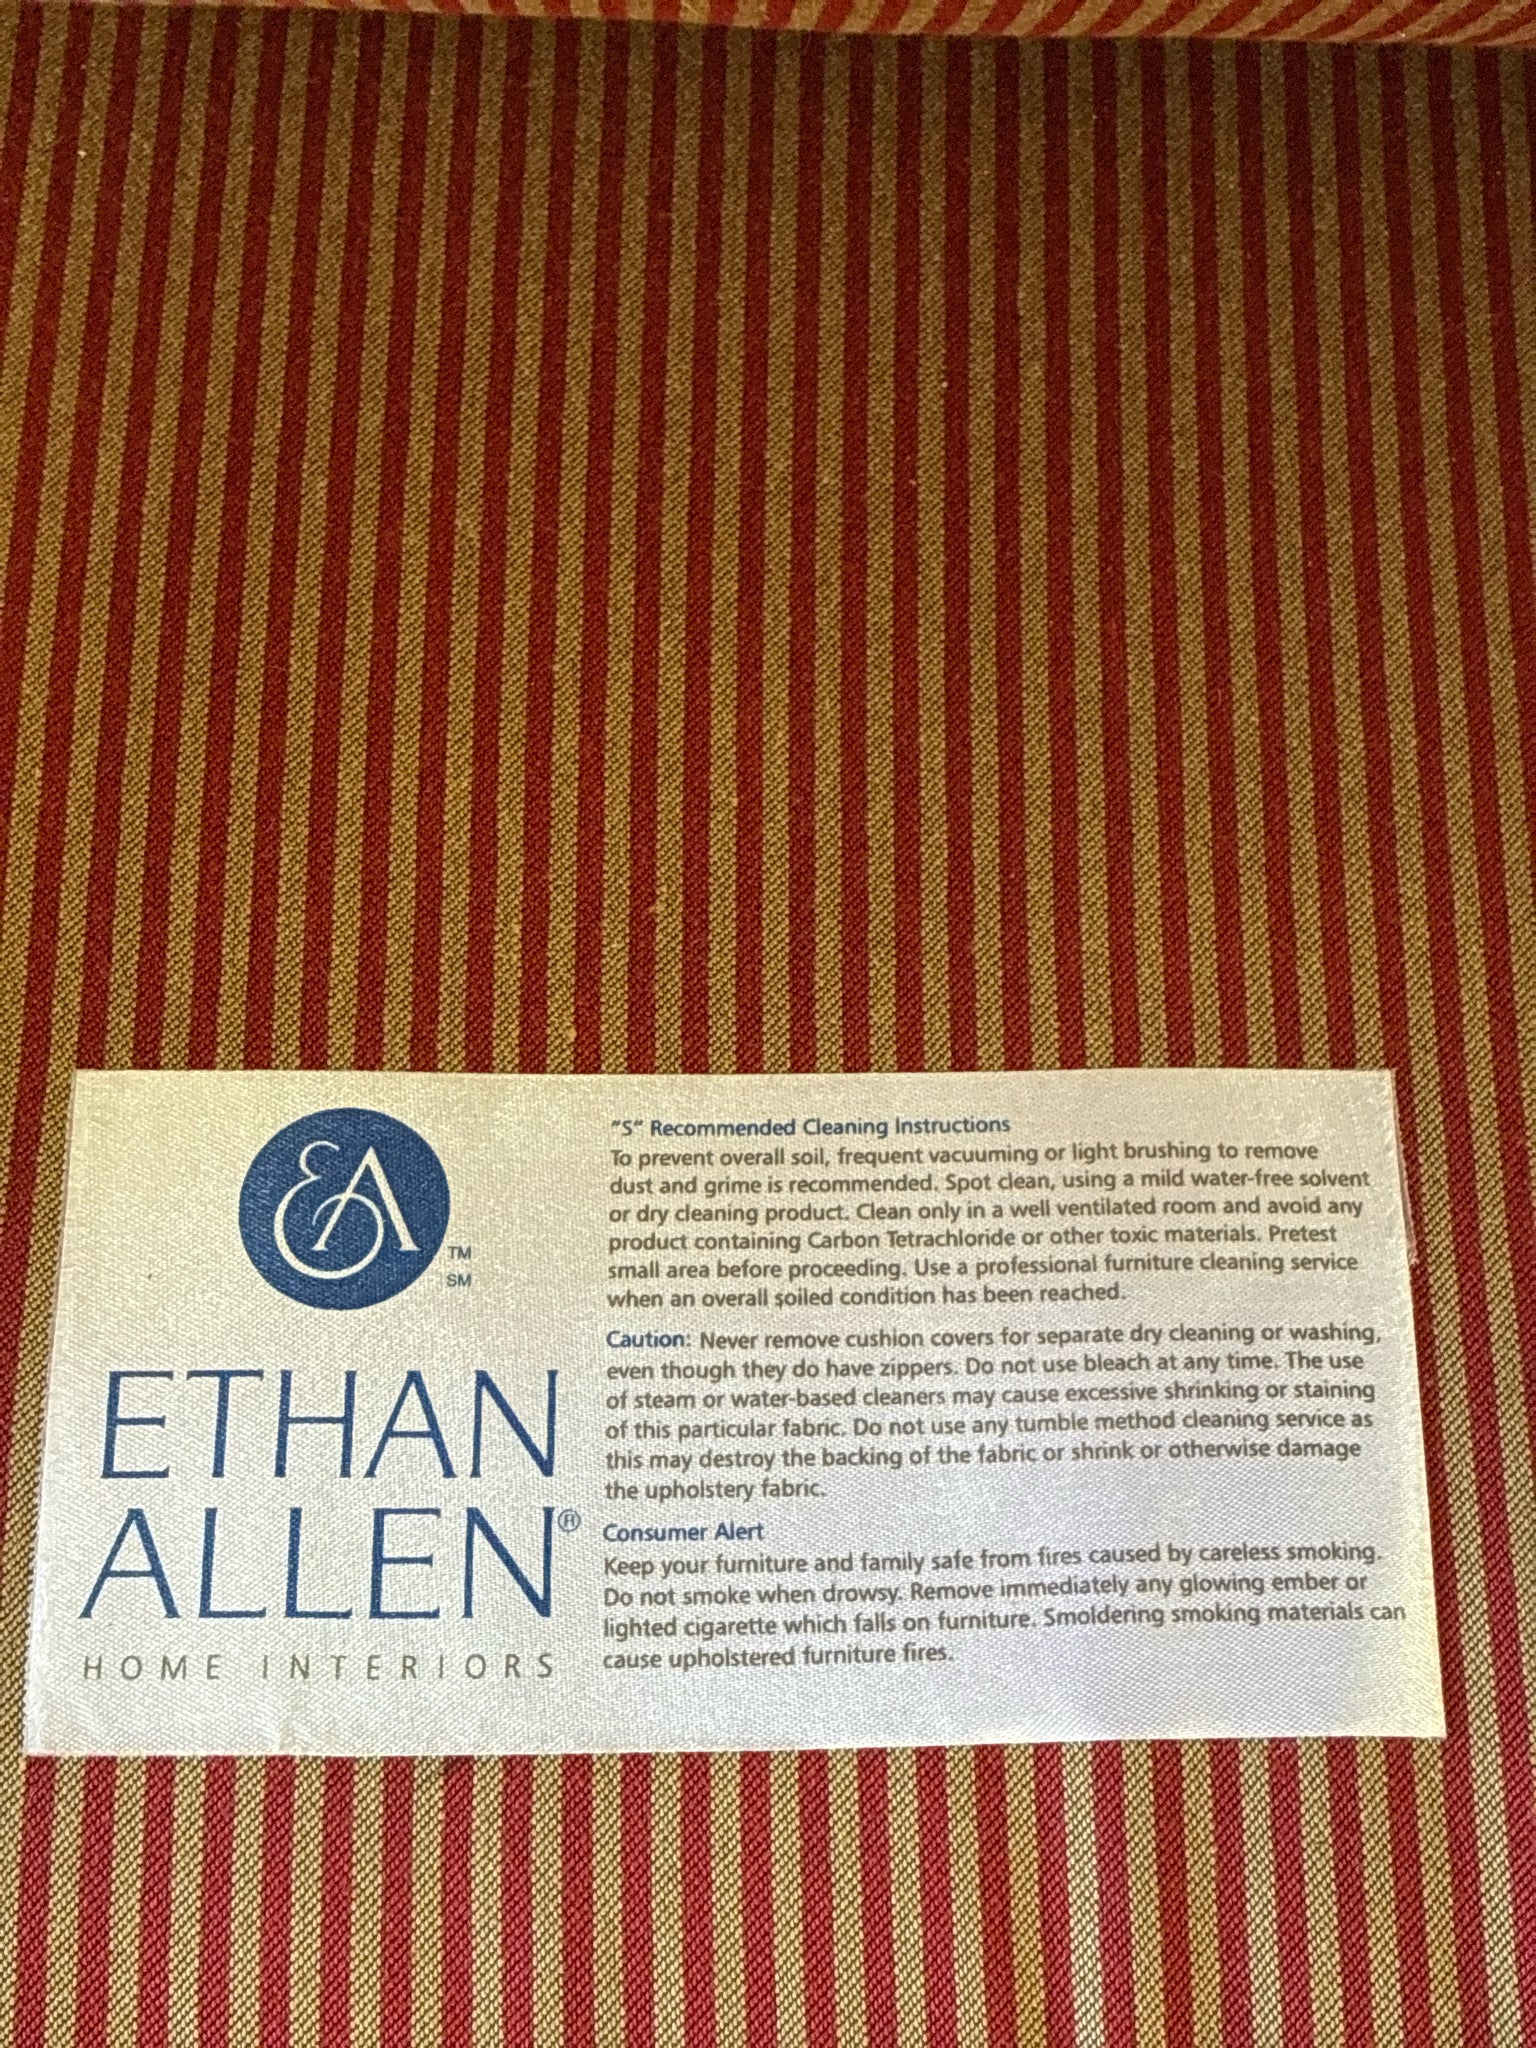 EA
TM
SM
ETHAN
ALLEN®
HOME INTERIORS
"S" Recommended Cleaning Instructions
To prevent overall soil, frequent vacuuming or light brushing to remove
dust and grime is recommended. Spot clean, using a mild water-free solvent
or dry cleaning product. Clean only in a well ventilated room and avoid any
product containing Carbon Tetrachloride or other toxic materials. Pretest
small area before proceeding. Use a professional furniture cleaning service
when an overall soiled condition has been reached.
Caution: Never remove cushion covers for separate dry cleaning or washing,
even though they do have zippers. Do not use bleach at any time. The use
of steam or water-based cleaners may cause excessive shrinking or staining
of this particular fabric. Do not use any tumble method cleaning service as
this may destroy the backing of the fabric or shrink or otherwise damage
the upholstery fabric.
Consumer Alert
Keep your furniture and family safe from fires caused by careless smoking.
Do not smoke when drowsy. Remove immediately any glowing ember or
lighted cigarette which falls on furniture. Smoldering smoking materials can
cause upholstered furniture fires.